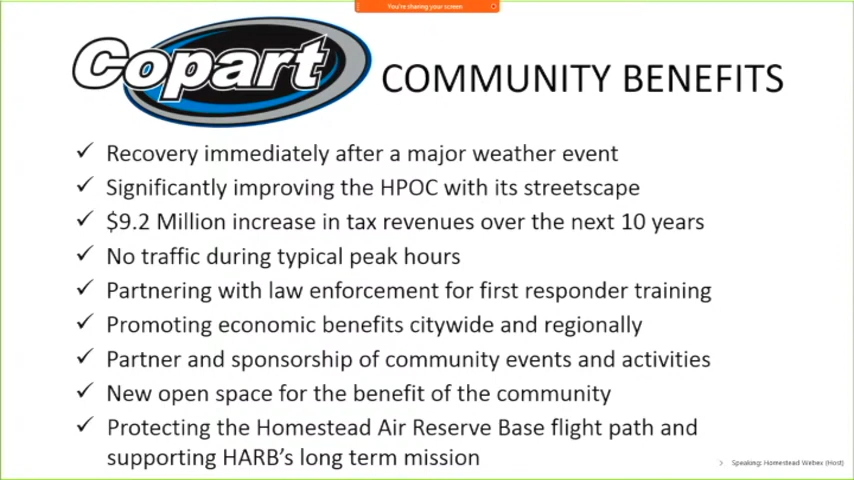 You're sharing your screen
Copart
COMMUNITY BENEFITS
✓ Recovery immediately after a major weather event
✓ Significantly improving the HPOC with its streetscape
✓ $9.2 Million increase in tax revenues over the next 10 years
✓ No traffic during typical peak hours
✓ Partnering with law enforcement for first responder training
✓ Promoting economic benefits citywide and regionally
✓ Partner and sponsorship of community events and activities
✓ New open space for the benefit of the community
✓ Protecting the Homestead Air Reserve Base flight path and
supporting HARB's long term mission
Speaking: Homestead Webex (Host)